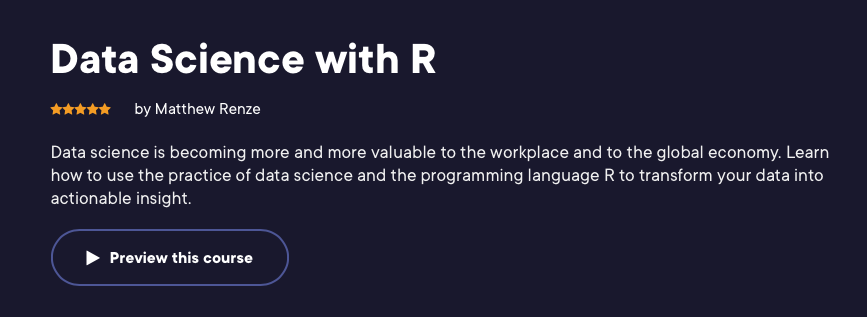 Data Science with R
by Matthew Renze
Data science is becoming more and more valuable to the workplace and to the global economy. Learn
how to use the practice of data science and the programming language R to transform your data into
actionable insight.
Preview this course